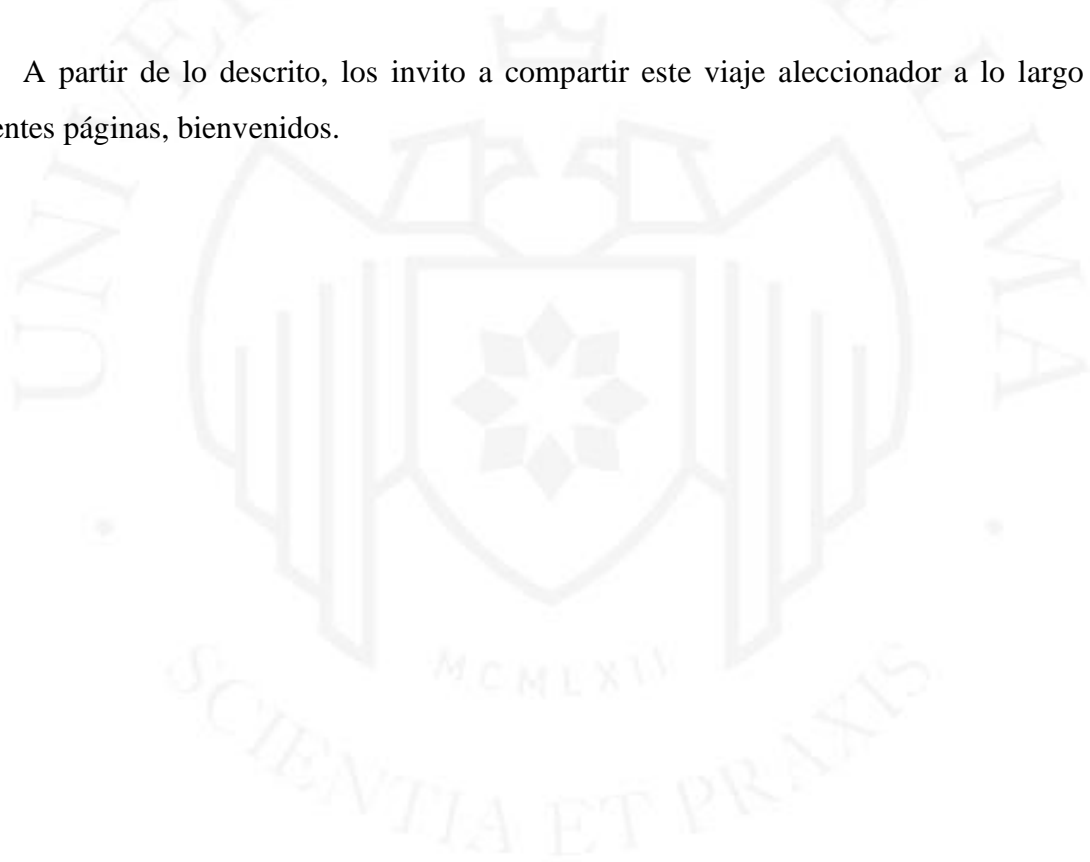 A partir de lo descrito, los invito a compartir este viaje aleccionador a lo largo
entes páginas, bienvenidos.
LIMA
MCMLXII
SCIENTIA ET PRAXIS